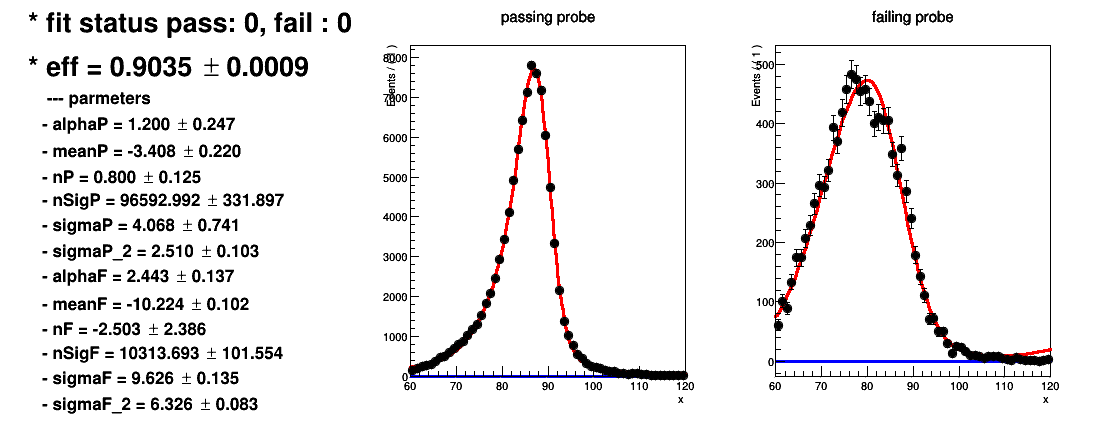 * fit status pass: 0, fail : 0
* eff = 0.9035 ± 0.0009
--- parmeters
- alphaP = 1.200 ± 0.247
- meanP = -3.408 ± 0.220
- nP = 0.800 ± 0.125
- nSigP = 96592.992 ± 331.897
- sigmaP = 4.068 ± 0.741
- sigmaP_2 = 2.510 ± 0.103
- alphaF = 2.443 ± 0.137
- meanF = -10.224 ± 0.102
- nF = -2.503 ± 2.386
- nSigF = 10313.693 ± 101.554
- sigmaF = 9.626 ± 0.135
- sigmaF_2 = 6.326 ± 0.083
passing probe
Events / ( 1 )
8000
7000
6000
5000
4000
3000
2000
1000
0
60 70 80 90 100 110 120
x
failing probe
Events / ( 1 )
500
400
300
200
100
0
60 70 80 90 100 110 120
x